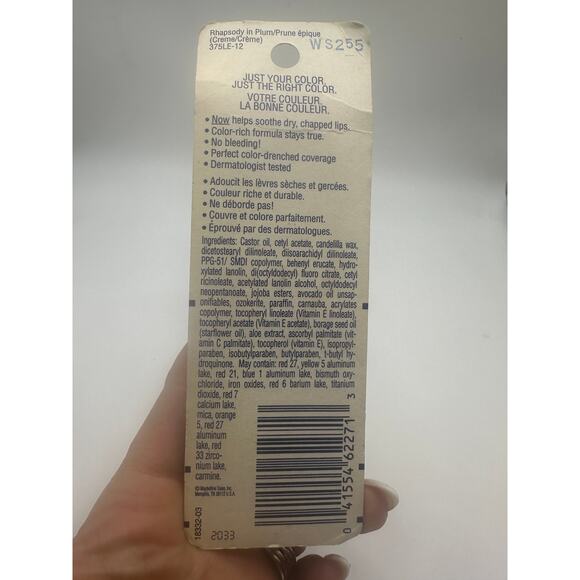 Rhapsody in Plum/Prune épique
(Creme/Crème)
375LE-12
WS255
JUST YOUR COLOR.
JUST THE RIGHT COLOR.
VOTRE COULEUR.
LA BONNE COULEUR.
• Now helps soothe dry, chapped lips.
• Color-rich formula stays true.
• No bleeding!
• Perfect color-drenched coverage
• Dermatologist tested
• Adoucit les lèvres sèches et gercées.
• Couleur riche et durable.
• Ne déborde pas!
• Couvre et colore parfaitement.
• Éprouvé par des dermatologues.
Ingredients: Castor oil, cetyl acetate, candelilla wax,
dicetostearyl dilinoleate, diisoarachidyl dilinoleate,
PPG-51/ SMDI copolymer, behenyl erucate, hydro-
xylated lanolin, di(octyldodecyl) fluoro citrate, cetyl
ricinoleate, acetylated lanolin alcohol, octyldodecyl
neopentanoate, jojoba esters, avocado oil unsap-
onifiables, ozokerite, paraffin, carnauba, acrylates
copolymer, tocopheryl linoleate (Vitamin E linoleate),
tocopheryl acetate (Vitamin E acetate), borage seed oil
(starflower oil), aloe extract, ascorbyl palmitate (vit-
amin C palmitate), tocopherol (vitamin E), isopropyl-
paraben, isobutylparaben, butylparaben, t-butyl hy-
droquinone. May contain: red 27, yellow 5 aluminum
lake, red 21, blue 1 aluminum lake, bismuth oxy-
chloride, iron oxides, red 6 barium lake, titanium
dioxide, red 7
calcium lake,
mica, orange
5, red 27
aluminum
lake, red
33 zirco-
nium lake,
carmine.
Maybelline Sales, Inc.
Memphis, TN 38112 U.S.A.
18332-03
2033
0 41554 62271 3